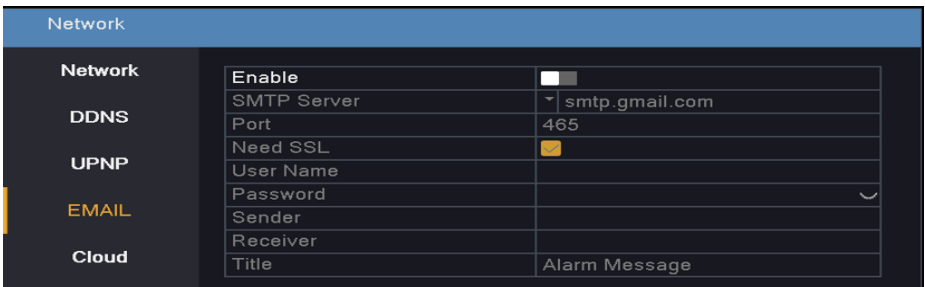 Network
Network
DDNS
UPNP
EMAIL
Cloud
Enable
SMTP Server smtp.gmail.com
Port 465
Need SSL
User Name
Password
Sender
Receiver
Title Alarm Message